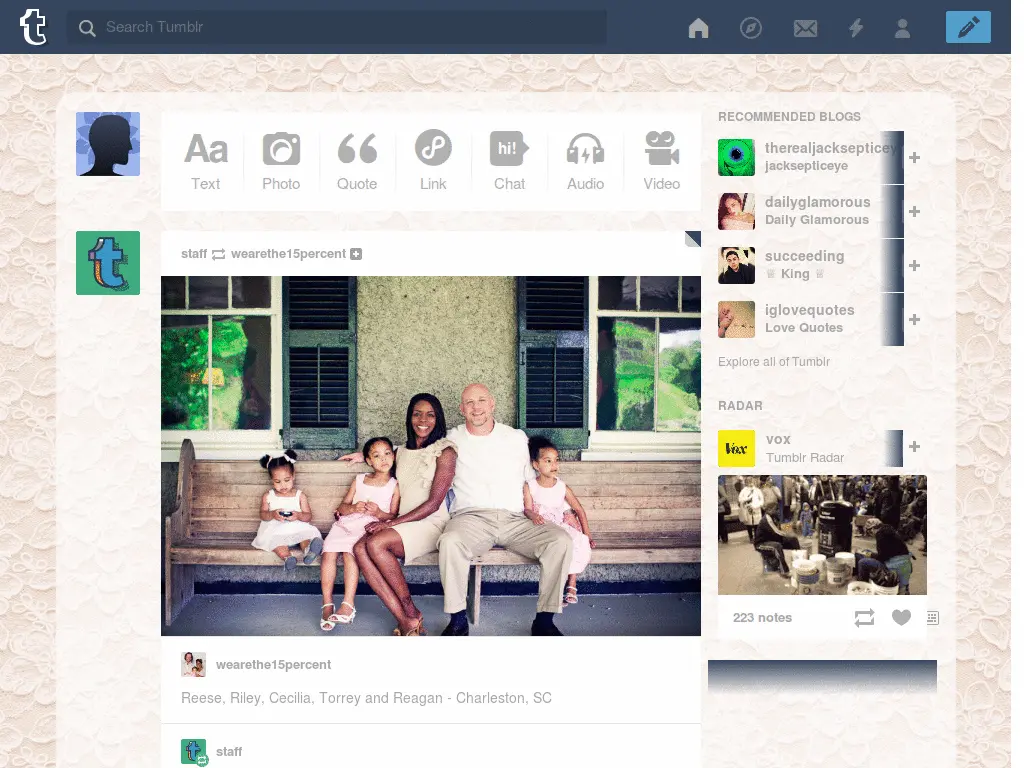 Search Tumblr
Aa
hi!
Text
Photo
Quote
Link
Chat
Audio
Video
staff wearethe15percent
wearethe15percent
Reese, Riley, Cecilia, Torrey and Reagan - Charleston, SC
staff
RECOMMENDED BLOGS
therealjacksepticey
jacksepticeye
dailyglamorous
Daily Glamorous
succeeding
♕ King ♕
iglovequotes
Love Quotes
Explore all of Tumblr
RADAR
Vox
vox
Tumblr Radar
223 notes